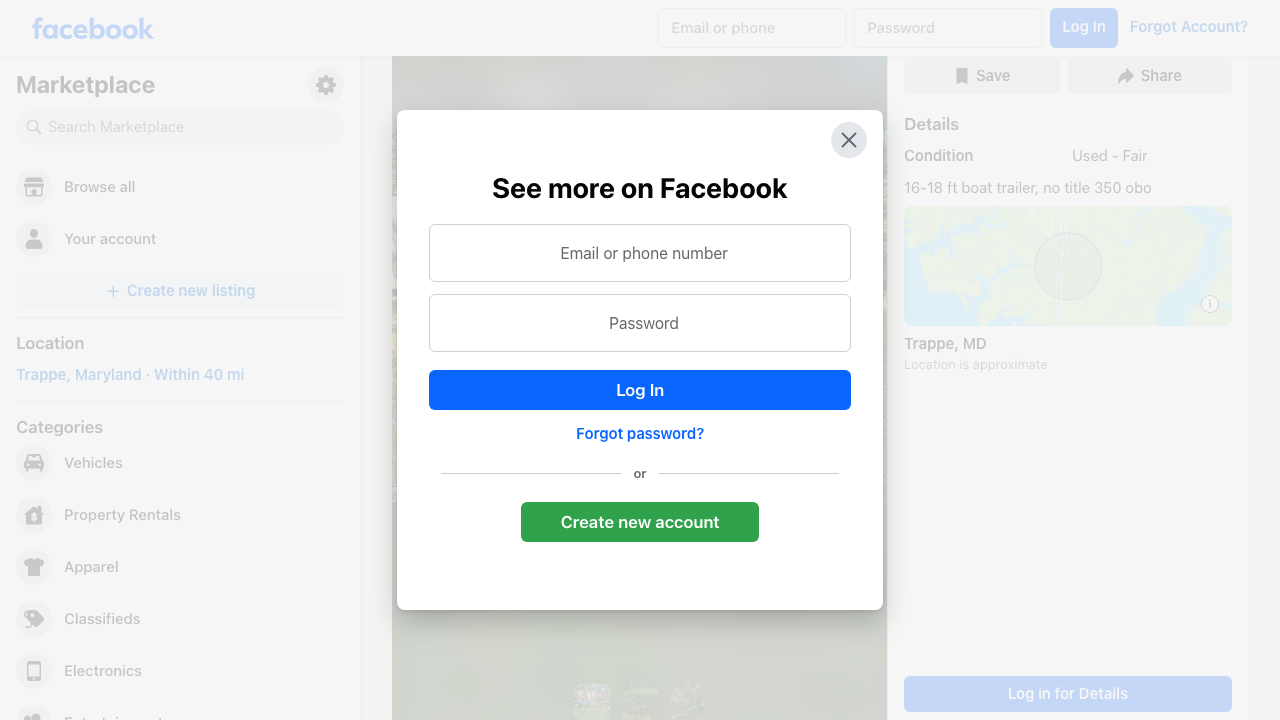 facebook
Email or phone
Password
Log In
Forgot Account?
Marketplace
Search Marketplace
Browse all
Your account
Create new listing
Location
Trappe, Maryland · Within 40 mi
Categories
Vehicles
Property Rentals
Apparel
Classifieds
Electronics
See more on Facebook
Email or phone number
Password
Log In
Forgot password?
or
Create new account
Save
Share
Details
Condition
Used - Fair
16-18 ft boat trailer, no title 350 obo
Trappe, MD
Location is approximate
Log in for Details